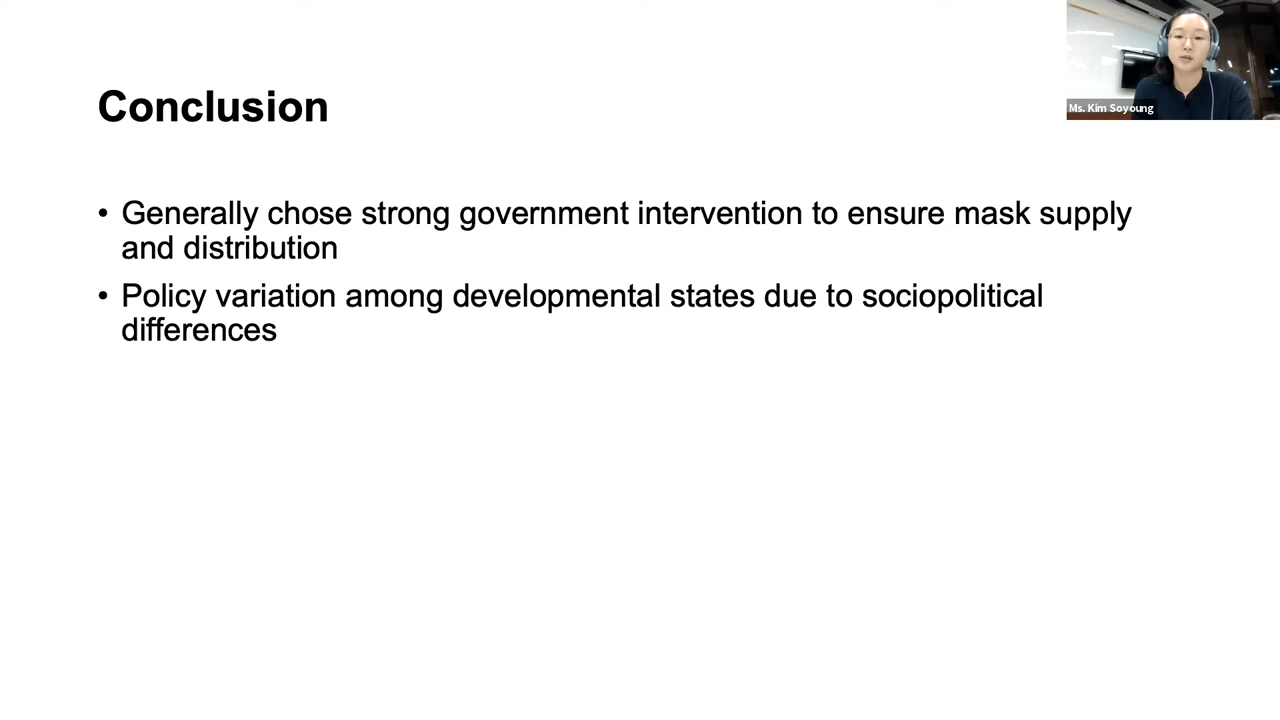 Conclusion
Ms. Kim Soyoung
• Generally chose strong government intervention to ensure mask supply
and distribution
• Policy variation among developmental states due to sociopolitical
differences